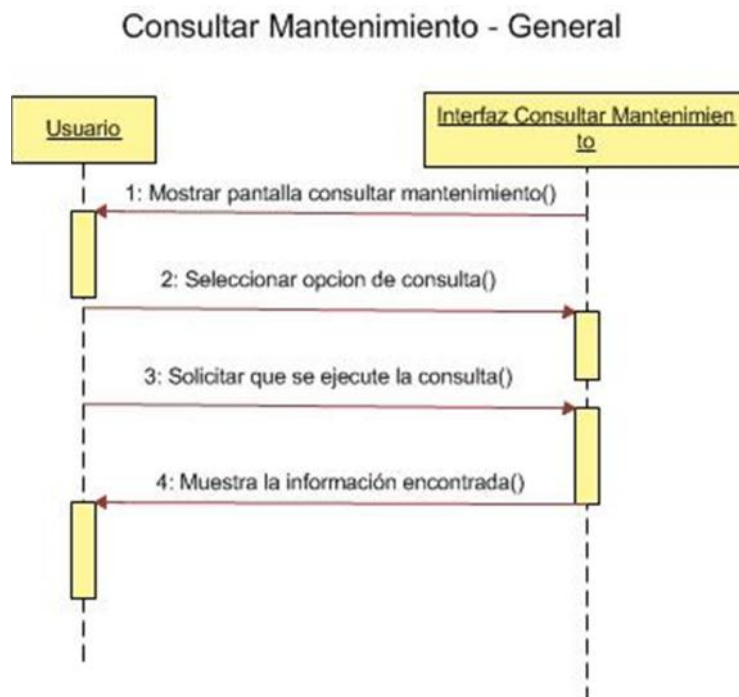 Consultar Mantenimiento - General
Usuario
Interfaz Consultar Mantenimien
to
1: Mostrar pantalla consultar mantenimiento()
2: Seleccionar opcion de consulta()
3: Solicitar que se ejecute la consulta()
4: Muestra la información encontrada()